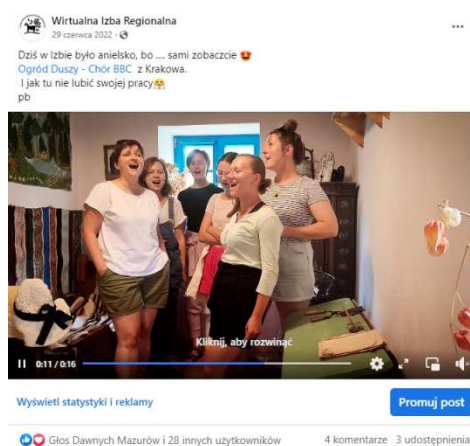 Wirtualna Izba Regionalna
29 czerwca 2022 ·
Dziś w Izbie było anielsko, bo .... sami zobaczcie 😍
Ogród Duszy - Chór BBC z Krakowa.
I jak tu nie lubić swojej pracy🤗
pb
Kliknij, aby rozwinąć
0:11 / 0:16
Wyświetl statystyki i reklamy
Promuj post
Głos Dawnych Mazurów i 28 innych użytkowników
4 komentarze 3 udostępnienia